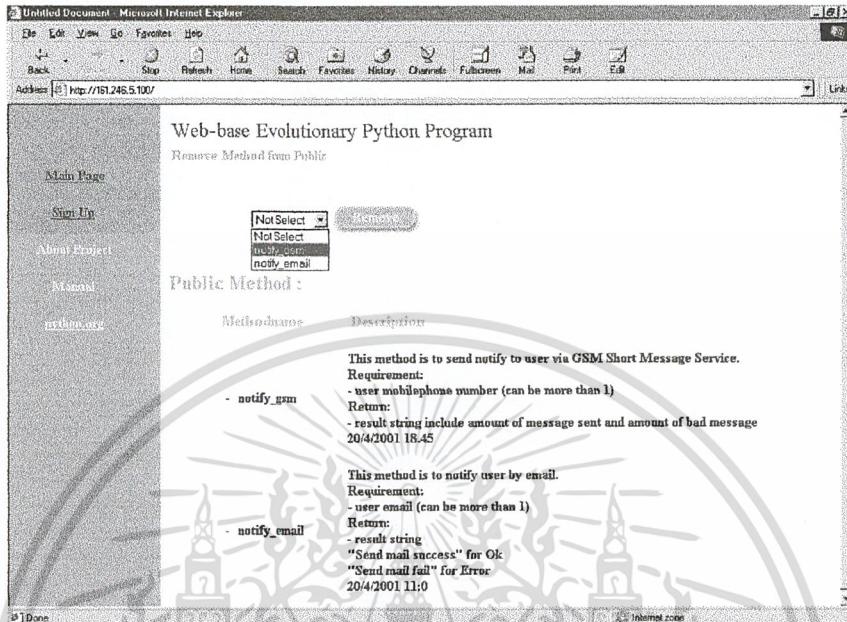 Untitled Document - Microsoft Internet Explorer
File Edit View Go Favorites Help
Back Stop Refresh Home Search Favorites History Channels Fullscreen Mail Print Edit
Address http://161.246.5.100/ Links
Web-base Evolutionary Python Program
Remove Method from Public
Main Page
Sign Up
About Project
Manual
python.org
NotSelect Remove
NotSelect
notify_gsm
notify_email
Public Method :
Methodname Description
This method is to send notify to user via GSM Short Message Service.
Requirement:
- user mobilephone number (can be more than 1)
- notify_gsm
Return:
- result string include amount of message sent and amount of bad message
20/4/2001 18.45
This method is to notify user by email.
Requirement:
- user email (can be more than 1)
- notify_email
Return:
- result string
"Send mail success" for Ok
"Send mail fail" for Error
20/4/2001 11:0
Done Internet zone